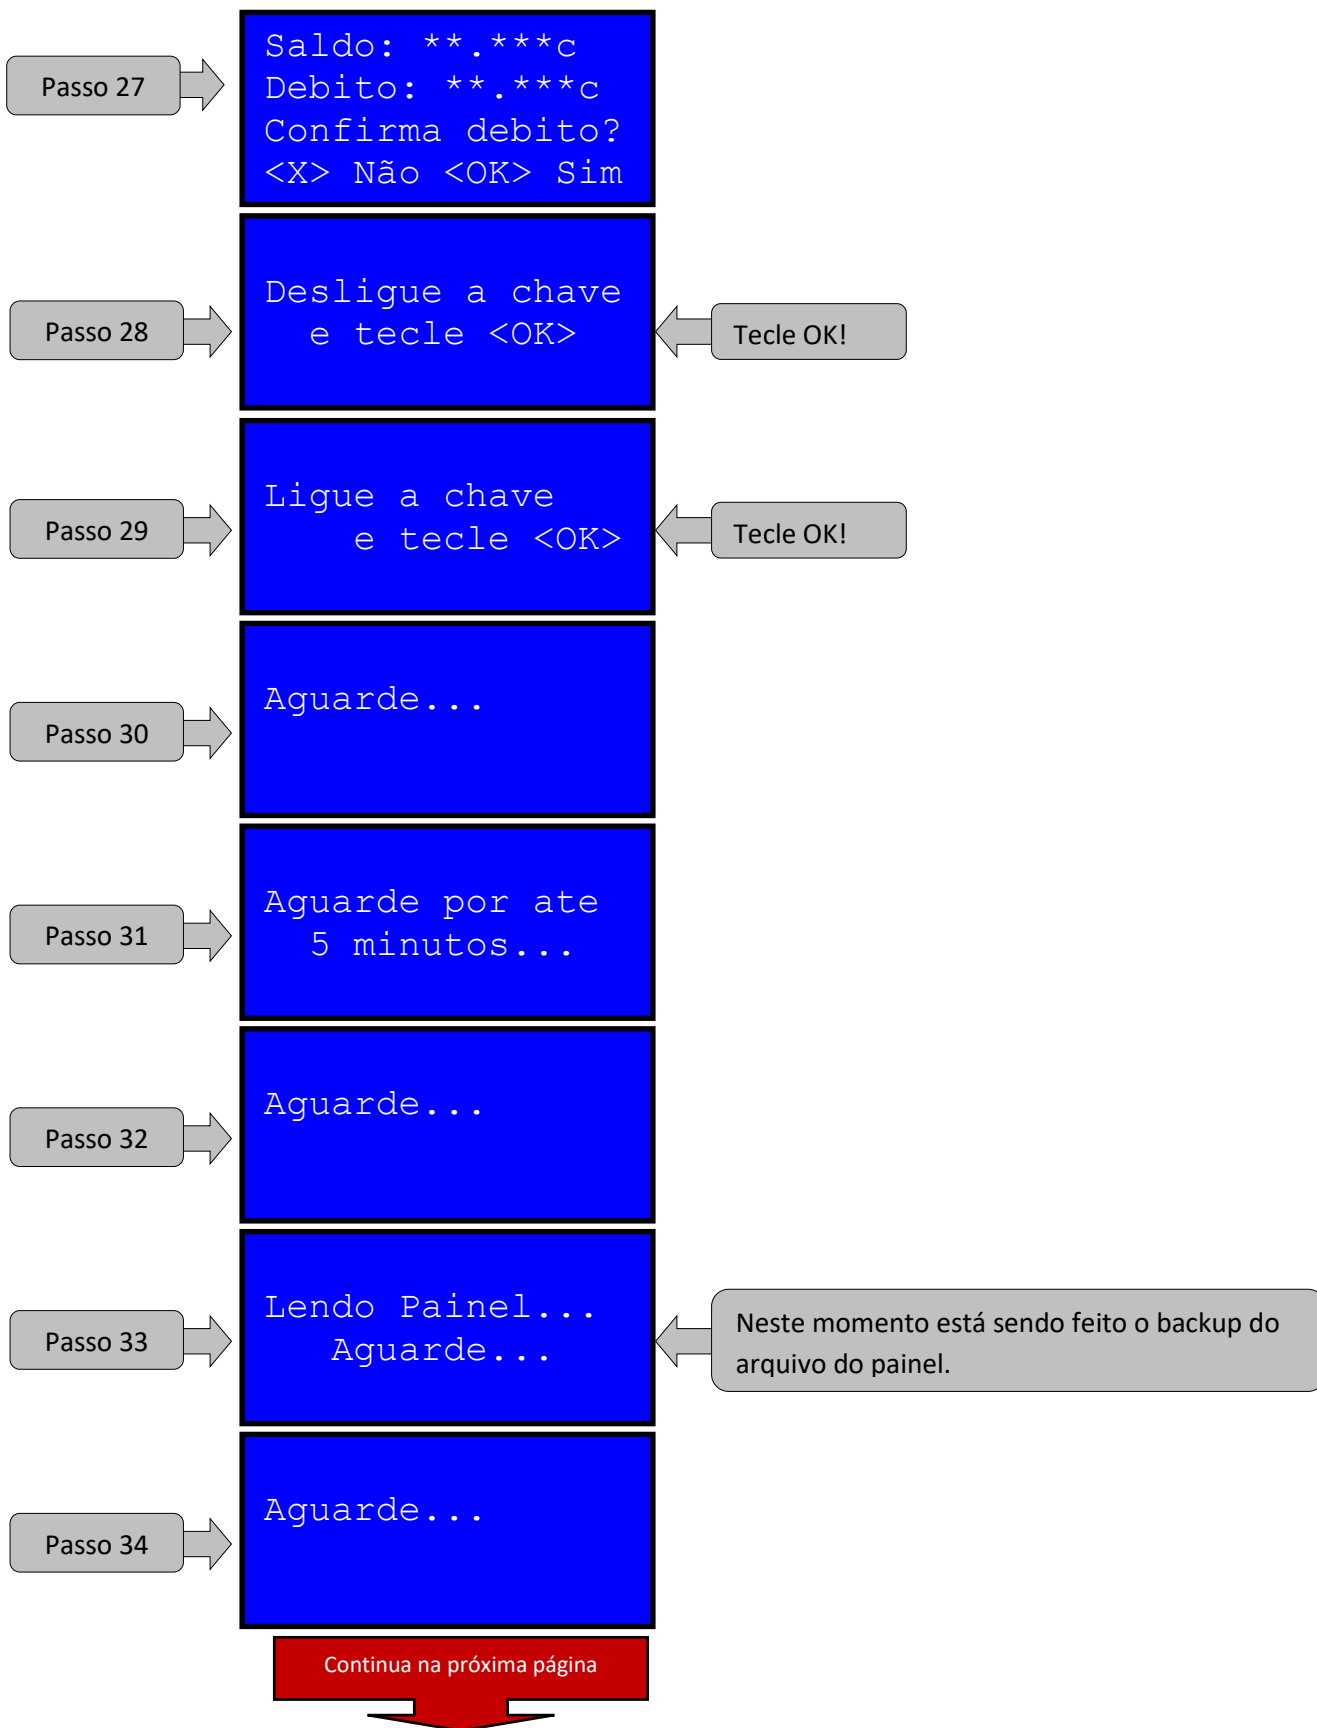 Passo 27
Saldo: **.***c
Debito: **.***c
Confirma debito?
<X> Não <OK> Sim
Passo 28
Desligue a chave
e tecle <OK>
Tecle OK!
Passo 29
Ligue a chave
e tecle <OK>
Tecle OK!
Passo 30
Aguarde...
Passo 31
Aguarde por ate
5 minutos...
Passo 32
Aguarde...
Passo 33
Lendo Painel...
Aguarde...
Neste momento está sendo feito o backup do
arquivo do painel.
Passo 34
Aguarde...
Continua na próxima página